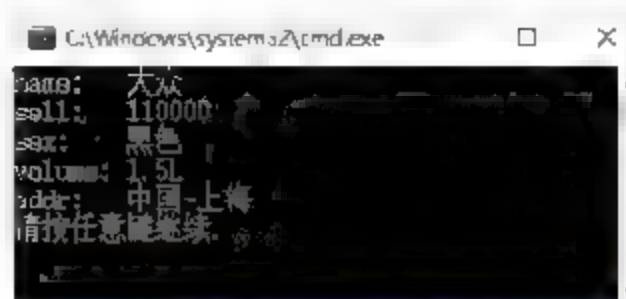 C:\Windows\system32\cmd.exe
name: 大众
sell: 110000
sex: 黑色
volume: 1.5L
addr: 中国-上海
请按任意键继续.